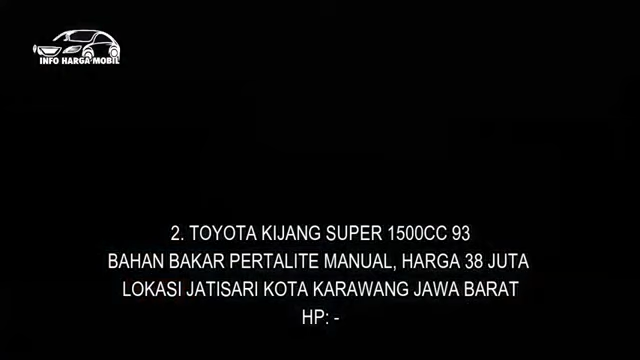 INFO HARGA MOBIL
2. TOYOTA KIJANG SUPER 1500CC 93
BAHAN BAKAR PERTALITE MANUAL, HARGA 38 JUTA
LOKASI JATISARI KOTA KARAWANG JAWA BARAT
HP: -